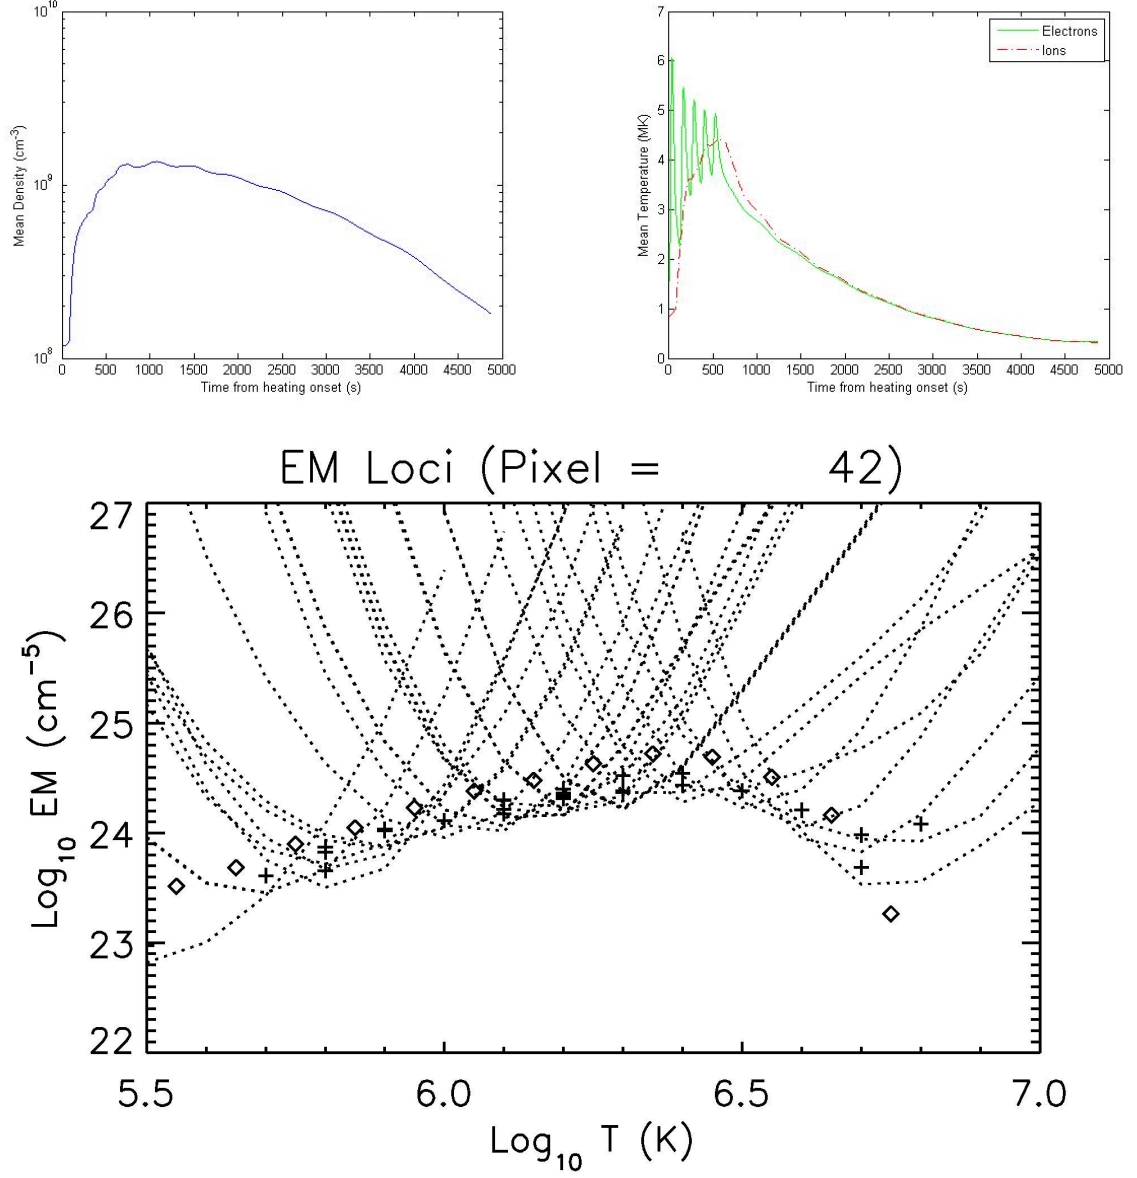 10^10
10^9
10^8
Mean Density (cm^-3)
0 500 1000 1500 2000 2500 3000 3500 4000 4500 5000
Time from heating onset (s)
7
6
5
4
3
2
1
0
Mean Temperature (MK)
Electrons
Ions
0 500 1000 1500 2000 2500 3000 3500 4000 4500 5000
Time from heating onset (s)
EM Loci (Pixel = 42)
27
26
25
24
23
22
Log_10 EM (cm^-5)
5.5 6.0 6.5 7.0
Log_10 T (K)